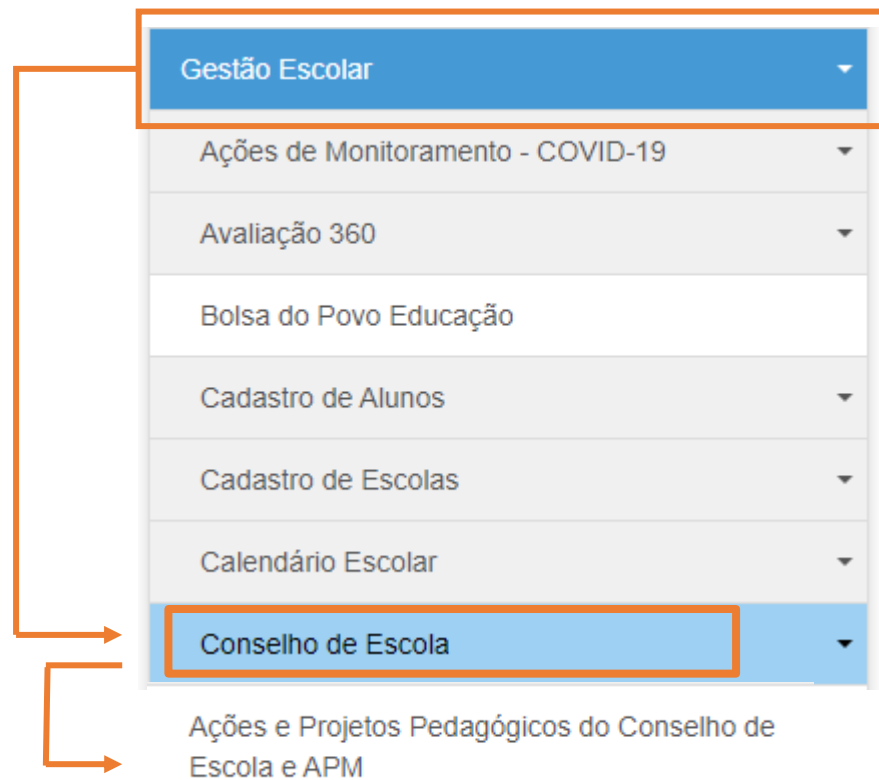 Gestão Escolar
Ações de Monitoramento - COVID-19
Avaliação 360
Bolsa do Povo Educação
Cadastro de Alunos
Cadastro de Escolas
Calendário Escolar
Conselho de Escola
Ações e Projetos Pedagógicos do Conselho de
Escola e APM